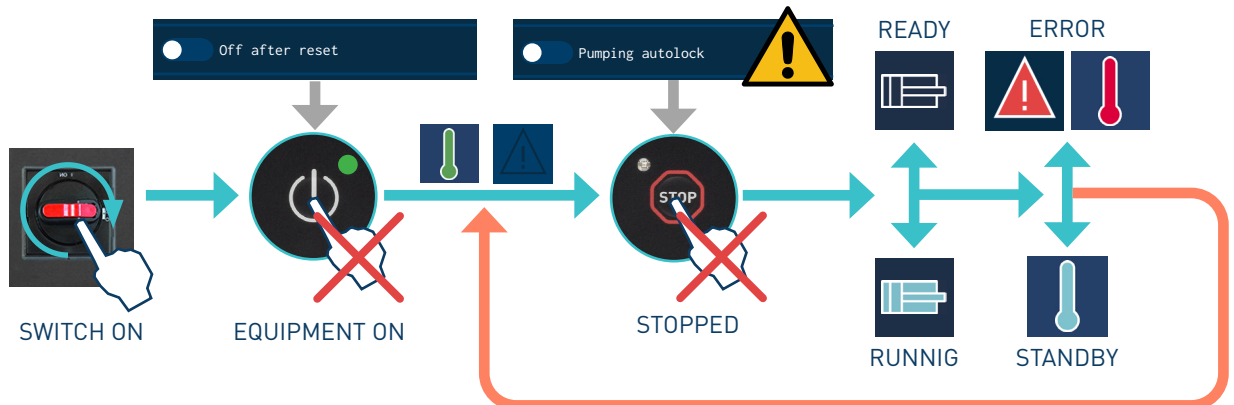 Off after reset
Pumping autolock
READY
ERROR
STOP
SWITCH ON
EQUIPMENT ON
STOPPED
RUNNIG
STANDBY